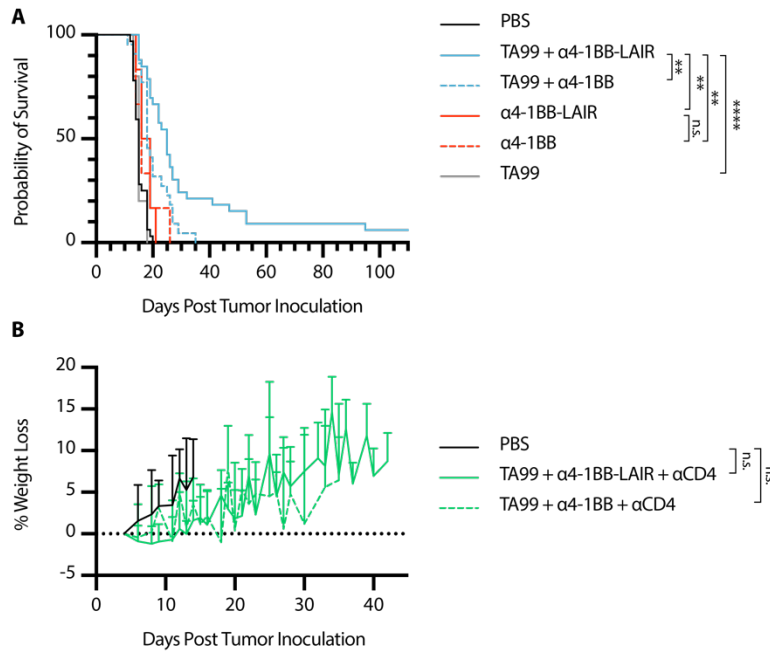 A
Probability of Survival
100
50
0
0
20
40
60
80
100
Days Post Tumor Inoculation
PBS
TA99 + α4-1BB-LAIR
TA99 + α4-1BB
α4-1BB-LAIR
α4-1BB
TA99
**
**
n.s.
**
****
B
% Weight Loss
20
15
10
5
0
-5
0
10
20
30
40
Days Post Tumor Inoculation
PBS
TA99 + α4-1BB-LAIR + αCD4
TA99 + α4-1BB + αCD4
n.s.
n.s.